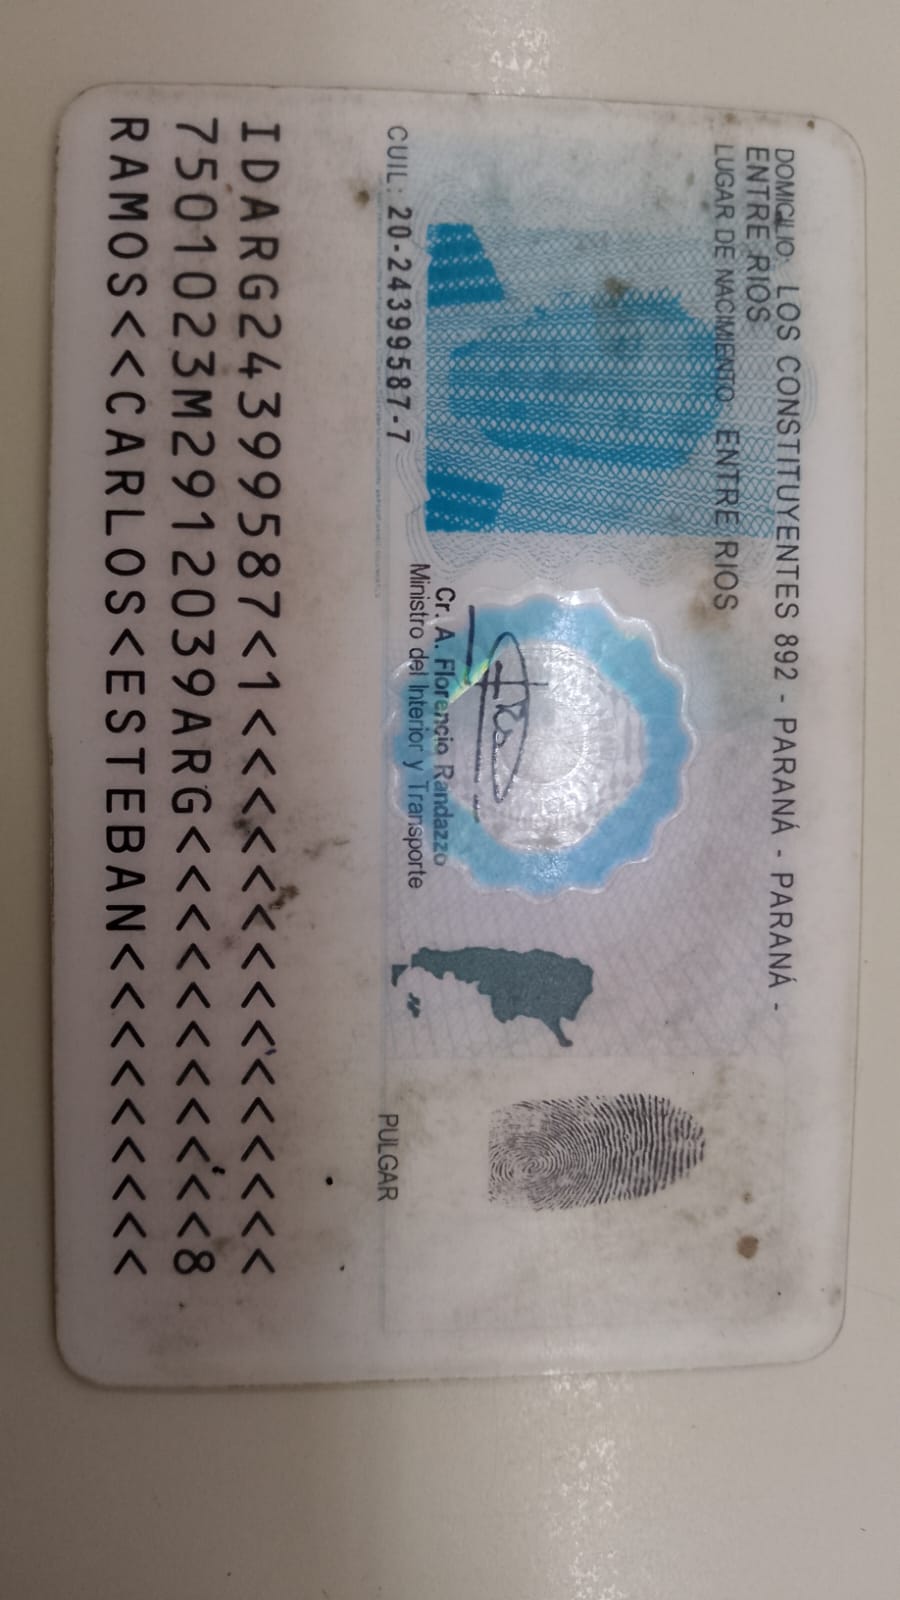 DOMICILIO: LOS CONSTITUYENTES 892 - PARANÁ - PARANÁ -
ENTRE RIOS
LUGAR DE NACIMIENTO: ENTRE RIOS
Cr. A. Florencio Randazzo
Ministro del Interior y Transporte
CUIL: 20-24399587-7
PULGAR
IDARG24399587<1<<<<<<<<<<<<<<<
7501023M2912039ARG<<<<<<<<<<<8
RAMOS<<CARLOS<ESTEBAN<<<<<<<<<